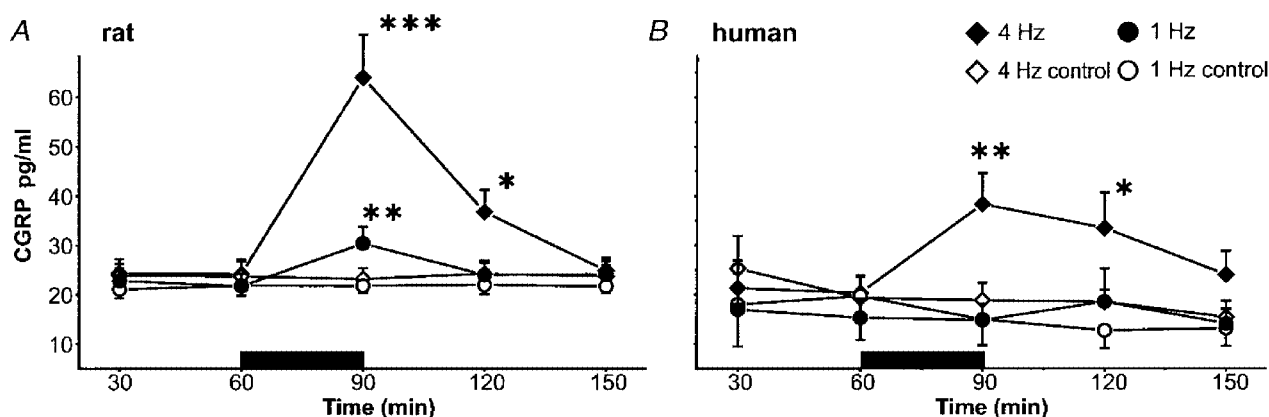 A rat
***
*
**
CGRP pg/ml
60
50
40
30
20
10
30 60 90 120 150
Time (min)
B human
4 Hz 1 Hz
4 Hz control 1 Hz control
**
*
30 60 90 120 150
Time (min)